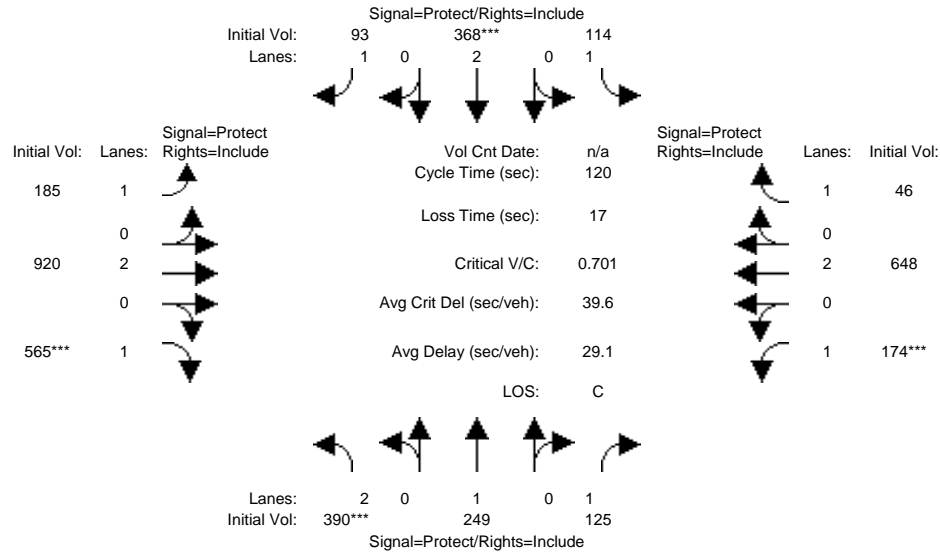 Signal=Protect/Rights=Include
Initial Vol: 93 368*** 114
Lanes: 1 0 2 0 1
Signal=Protect Signal=Protect
Initial Vol: Lanes: Rights=Include Vol Cnt Date: n/a Rights=Include Lanes: Initial Vol:
Cycle Time (sec): 120
185 1 1 46
Loss Time (sec): 17
0 0
920 2 Critical V/C: 0.701 2 648
0 Avg Crit Del (sec/veh): 39.6 0
565*** 1 Avg Delay (sec/veh): 29.1 1 174***
LOS: C
Lanes: 2 0 1 0 1
Initial Vol: 390*** 249 125
Signal=Protect/Rights=Include